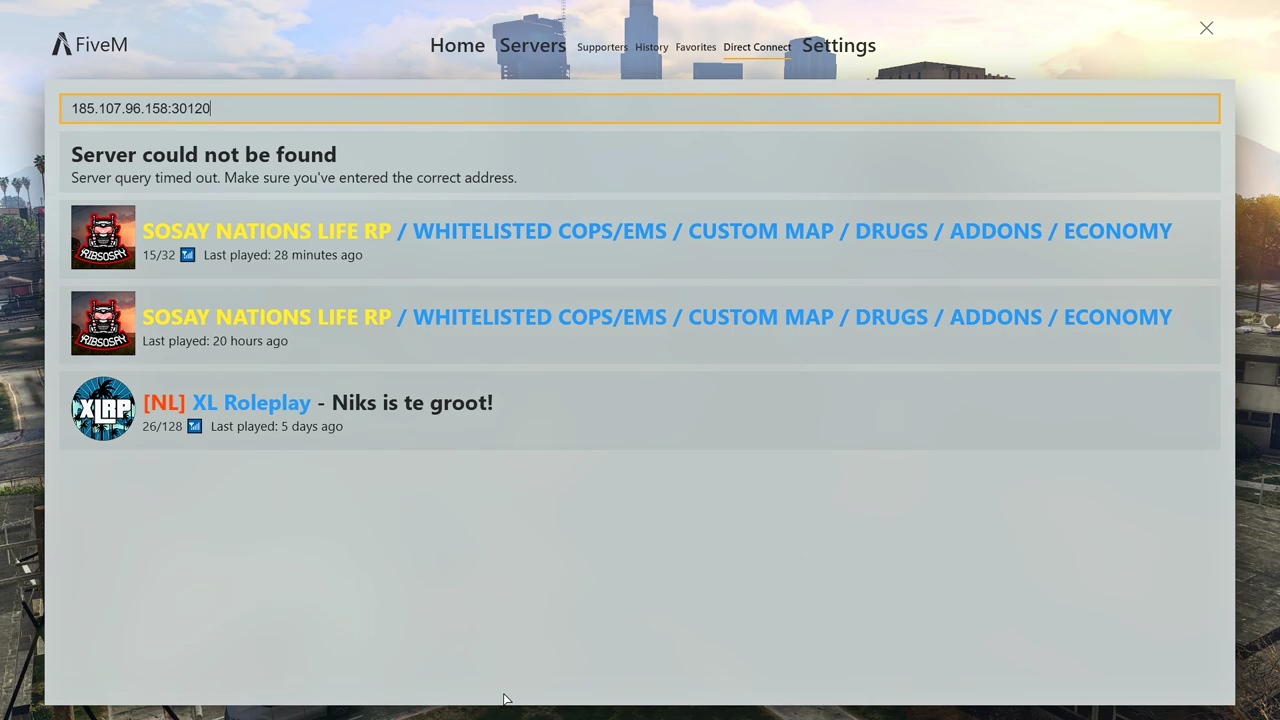 FiveM
Home Servers Supporters History Favorites Direct Connect Settings
185.107.96.158:30120
Server could not be found
Server query timed out. Make sure you've entered the correct address.
RIBSOSAY
SOSAY NATIONS LIFE RP / WHITELISTED COPS/EMS / CUSTOM MAP / DRUGS / ADDONS / ECONOMY
15/32 Last played: 28 minutes ago
RIBSOSAY
SOSAY NATIONS LIFE RP / WHITELISTED COPS/EMS / CUSTOM MAP / DRUGS / ADDONS / ECONOMY
Last played: 20 hours ago
XLRP
[NL] XL Roleplay - Niks is te groot!
26/128 Last played: 5 days ago